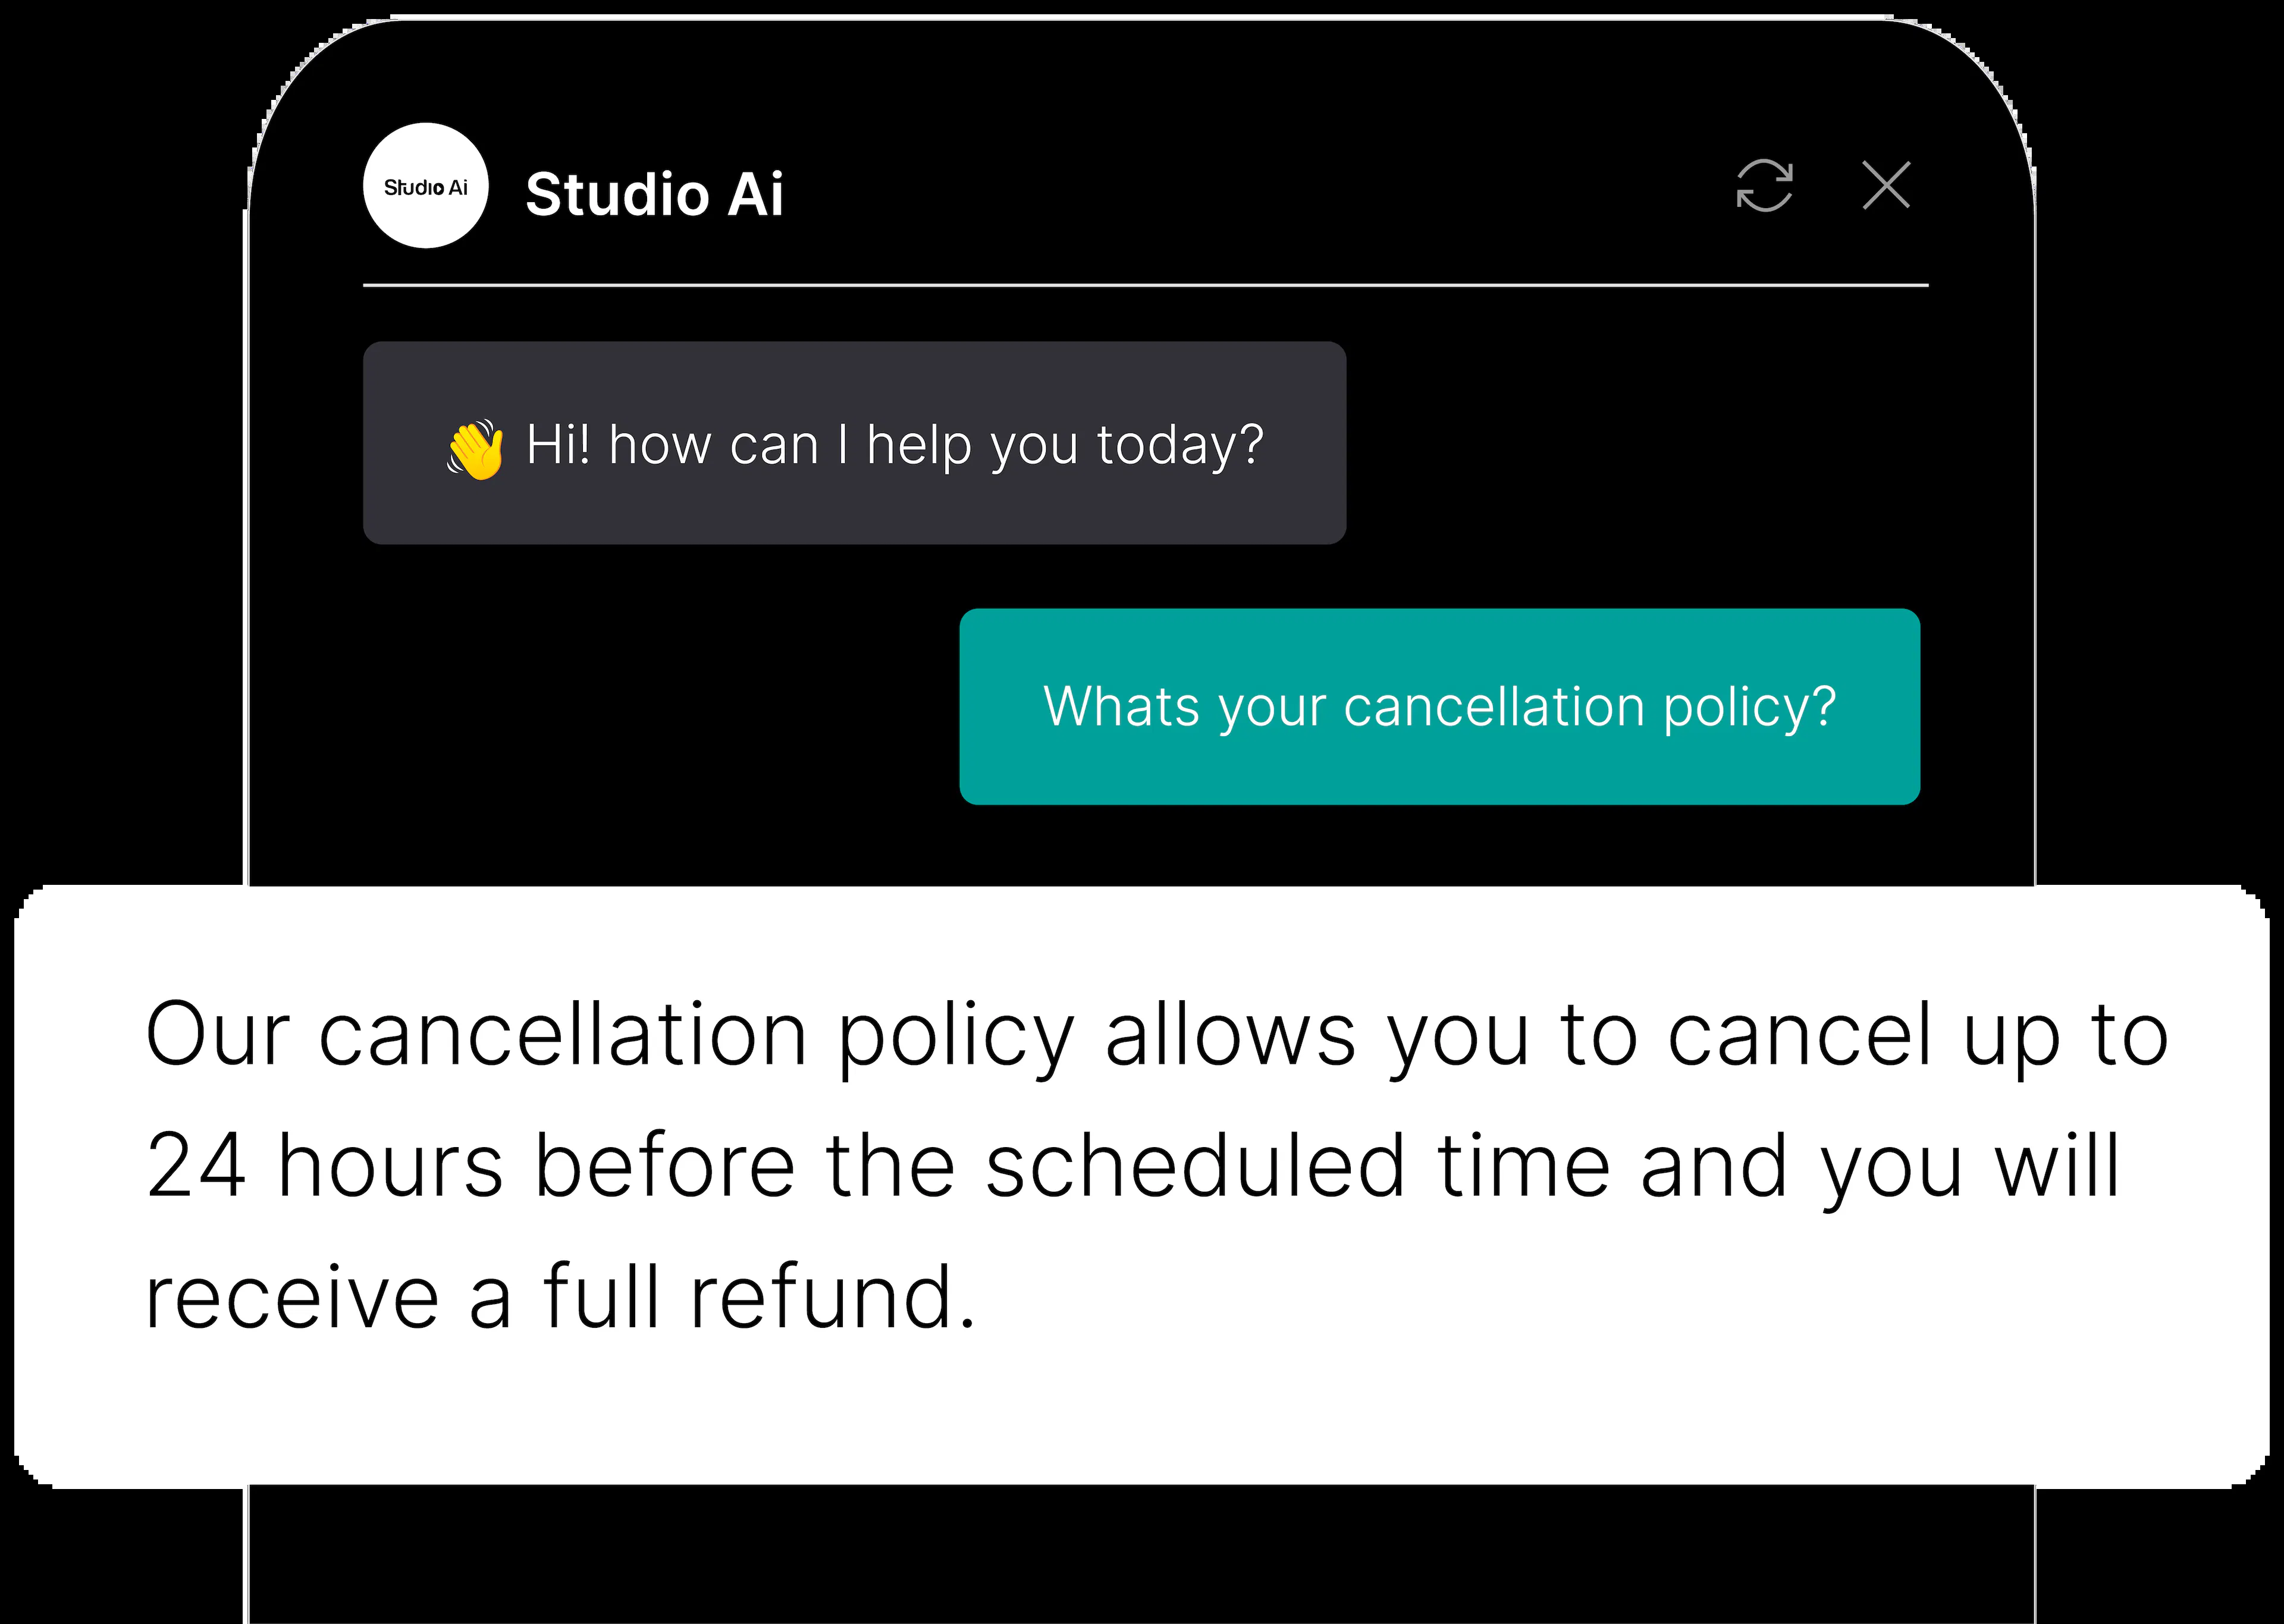 Studio Ai
Studio Ai
👋 Hi! how can I help you today?
Whats your cancellation policy?
Our cancellation policy allows you to cancel up to
24 hours before the scheduled time and you will
receive a full refund.